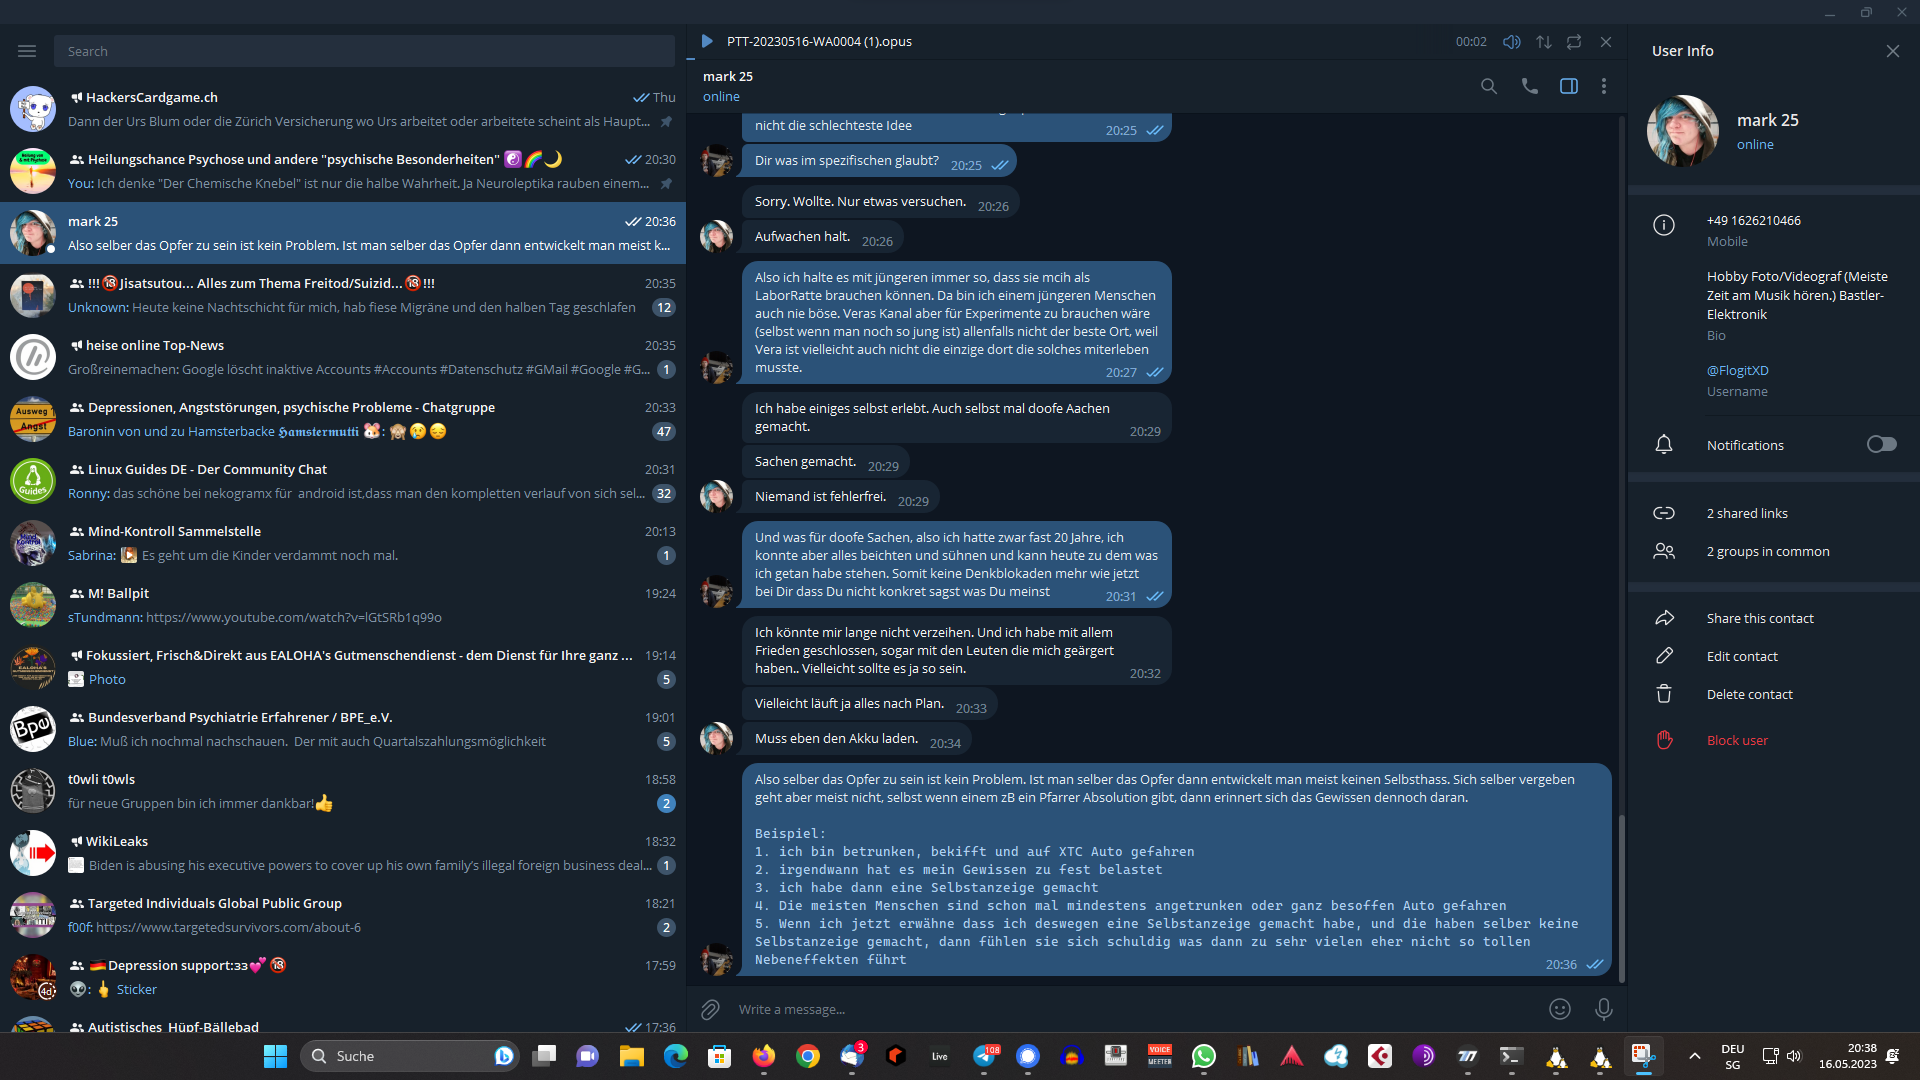 Search
HackersCardgame.ch
Thu
Dann der Urs Blum oder die Zürich Versicherung wo Urs arbeitet oder arbeitete scheint als Haupt...
Heilungschance Psychose und andere "psychische Besonderheiten" ☯️🌈🌙
20:30
You: Ich denke "Der Chemische Knebel" ist nur die halbe Wahrheit. Ja Neuroleptika rauben einem...
mark 25
20:36
Also selber das Opfer zu sein ist kein Problem. Ist man selber das Opfer dann entwickelt man meist k...
!!!🔞Jisatsutou... Alles zum Thema Freitod/Suizid...🔞!!!
20:35
Unknown: Heute keine Nachtschicht für mich, hab fiese Migräne und den halben Tag geschlafen
12
heise online Top-News
20:35
Großreinemachen: Google löscht inaktive Accounts #Accounts #Datenschutz #GMail #Google #G...
1
Ausweg
Angst
Depressionen, Angststörungen, psychische Probleme - Chatgruppe
20:33
Baronin von und zu Hamsterbacke 𝕳𝖆𝖒𝖘𝖙𝖊𝖗𝖒𝖚𝖙𝖙𝖎 🐹: 🙈😢😔
47
Guides
Linux Guides DE - Der Community Chat
20:31
Ronny: das schöne bei nekogramx für  android ist,dass man den kompletten verlauf von sich sel...
32
Mind-Kontroll Sammelstelle
20:13
Sabrina: Es geht um die Kinder verdammt noch mal.
1
M! Ballpit
19:24
sTundmann: https://www.youtube.com/watch?v=lGtSRb1q99o
Fokussiert, Frisch&Direkt aus EALOHA's Gutmenschendienst - dem Dienst für Ihre ganz ...
19:14
Photo
5
Bpe
Bundesverband Psychiatrie Erfahrener / BPE_e.V.
19:01
Blue: Muß ich nochmal nachschauen.  Der mit auch Quartalszahlungsmöglichkeit
5
t0wli t0wls
18:58
für neue Gruppen bin ich immer dankbar!👍
2
WikiLeaks
18:32
Biden is abusing his executive powers to cover up his own family's illegal foreign business deal...
1
Targeted Individuals Global Public Group
18:21
f00f: https://www.targetedsurvivors.com/about-6
2
4d
🇩🇪Depression support:зз💕🔞
17:59
👽: 🖕 Sticker
Autistisches_Hüpf-Bällebad
17:36
PTT-20230516-WA0004 (1).opus
00:02
mark 25
online
nicht die schlechteste Idee
20:25
Dir was im spezifischen glaubt?
20:25
Sorry. Wollte. Nur etwas versuchen.
20:26
Aufwachen halt.
20:26
Also ich halte es mit jüngeren immer so, dass sie mcih als
LaborRatte brauchen können. Da bin ich einem jüngeren Menschen
auch nie böse. Veras Kanal aber für Experimente zu brauchen wäre
(selbst wenn man noch so jung ist) allenfalls nicht der beste Ort, weil
Vera ist vielleicht auch nicht die einzige dort die solches miterleben
musste.
20:27
Ich habe einiges selbst erlebt. Auch selbst mal doofe Aachen
gemacht.
20:29
Sachen gemacht.
20:29
Niemand ist fehlerfrei.
20:29
Und was für doofe Sachen, also ich hatte zwar fast 20 Jahre, ich
konnte aber alles beichten und sühnen und kann heute zu dem was
ich getan habe stehen. Somit keine Denkblokaden mehr wie jetzt
bei Dir dass Du nicht konkret sagst was Du meinst
20:31
Ich könnte mir lange nicht verzeihen. Und ich habe mit allem
Frieden geschlossen, sogar mit den Leuten die mich geärgert
haben.. Vielleicht sollte es ja so sein.
20:32
Vielleicht läuft ja alles nach Plan.
20:33
Muss eben den Akku laden.
20:34
Also selber das Opfer zu sein ist kein Problem. Ist man selber das Opfer dann entwickelt man meist keinen Selbsthass. Sich selber vergeben
geht aber meist nicht, selbst wenn einem zB ein Pfarrer Absolution gibt, dann erinnert sich das Gewissen dennoch daran.
Beispiel:
1. ich bin betrunken, bekifft und auf XTC Auto gefahren
2. irgendwann hat es mein Gewissen zu fest belastet
3. ich habe dann eine Selbstanzeige gemacht
4. Die meisten Menschen sind schon mal mindestens angetrunken oder ganz besoffen Auto gefahren
5. Wenn ich jetzt erwähne dass ich deswegen eine Selbstanzeige gemacht habe, und die haben selber keine
Selbstanzeige gemacht, dann fühlen sie sich schuldig was dann zu sehr vielen eher nicht so tollen
Nebeneffekten führt
20:36
Write a message...
User Info
mark 25
online
+49 1626210466
Mobile
Hobby Foto/Videograf (Meiste
Zeit am Musik hören.) Bastler-
Elektronik
Bio
@FlogitXD
Username
Notifications
2 shared links
2 groups in common
Share this contact
Edit contact
Delete contact
Block user
Suche
3
Live
108
VOICE
MEETER
DEU
SG
20:38
16.05.2023